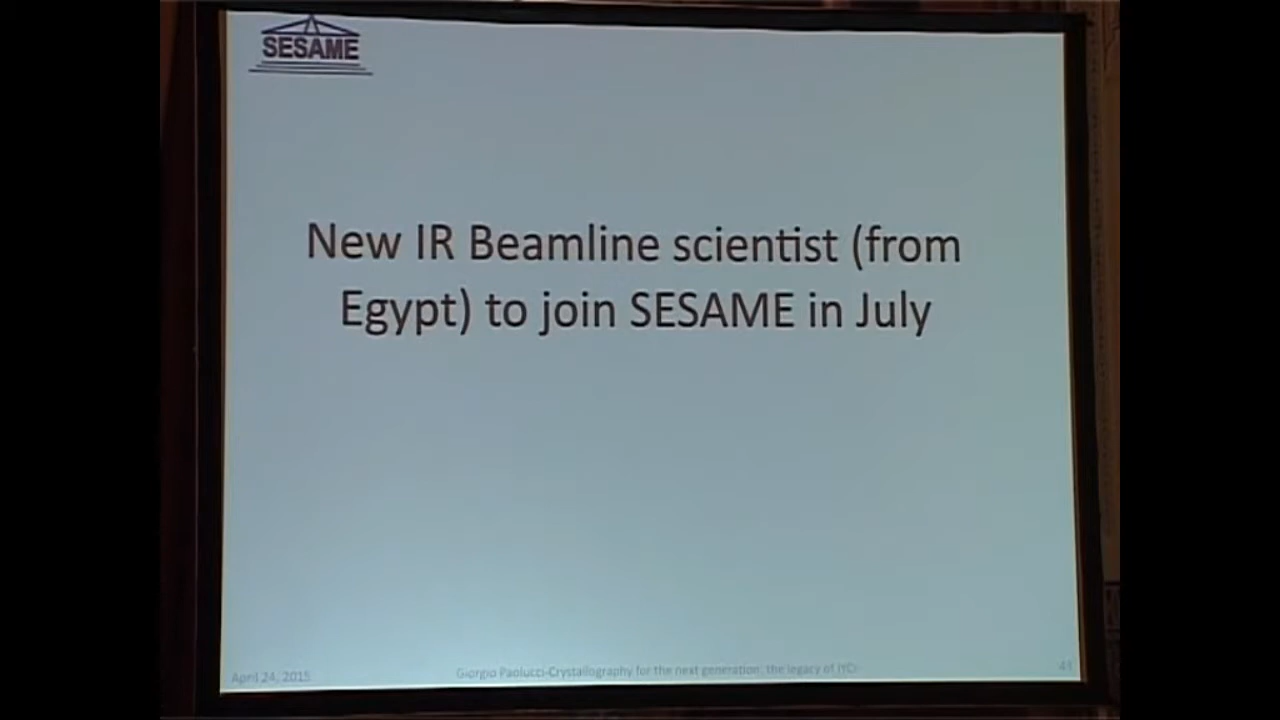 SESAME
New IR Beamline scientist (from
Egypt) to join SESAME in July
April 24, 2015
Giorgio Paolucci-Crystallography for the next generation: the legacy of IYCr